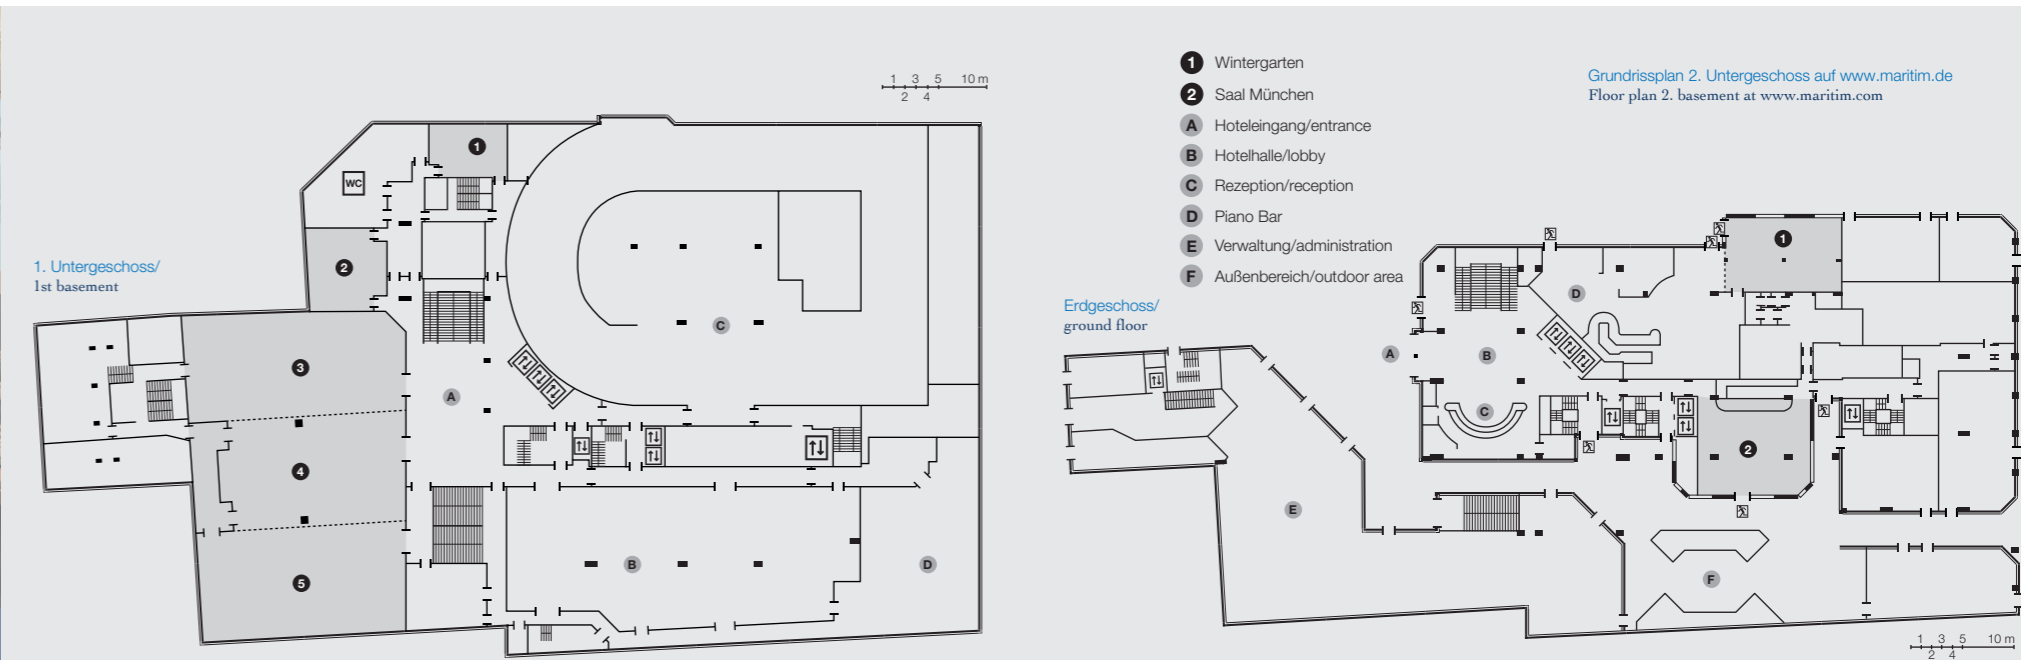 1 3 5 10 m
2 4
1. Untergeschoss/
1st basement
1
WC
2
3
C
A
4
5
B
D
1 Wintergarten
2 Saal München
A Hoteleingang/entrance
B Hotelhalle/lobby
C Rezeption/reception
D Piano Bar
E Verwaltung/administration
F Außenbereich/outdoor area
Grundrissplan 2. Untergeschoss auf www.maritim.de
Floor plan 2. basement at www.maritim.com
Erdgeschoss/
ground floor
1
D
A
B
C
2
E
F
1 3 5 10 m
2 4